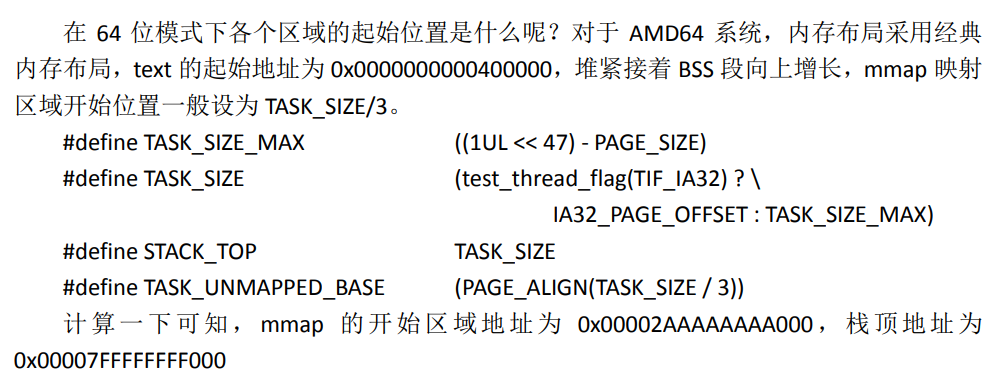 在 64 位模式下各个区域的起始位置是什么呢？对于 AMD64 系统，内存布局采用经典
内存布局，text 的起始地址为 0x0000000000400000，堆紧接着 BSS 段向上增长，mmap 映射
区域开始位置一般设为 TASK_SIZE/3。
#define TASK_SIZE_MAX ((1UL << 47) - PAGE_SIZE)
#define TASK_SIZE (test_thread_flag(TIF_IA32) ? \
IA32_PAGE_OFFSET : TASK_SIZE_MAX)
#define STACK_TOP TASK_SIZE
#define TASK_UNMAPPED_BASE (PAGE_ALIGN(TASK_SIZE / 3))
计算一下可知，mmap 的开始区域地址为 0x00002AAAAAAAA000，栈顶地址为
0x00007FFFFFFFF000